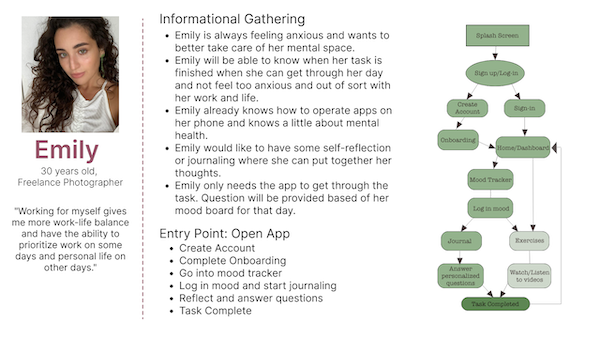 Emily
30 years old,
Freelance Photographer
"Working for myself gives
me more work-life balance
and have the ability to
prioritize work on some
days and personal life on
other days."
Informational Gathering
• Emily is always feeling anxious and wants to
better take care of her mental space.
• Emily will be able to know when her task is
finished when she can get through her day
and not feel too anxious and out of sort with
her work and life.
• Emily already knows how to operate apps on
her phone and knows a little about mental
health.
• Emily would like to have some self-reflection
or journaling where she can put together her
thoughts.
• Emily only needs the app to get through the
task. Question will be provided based of her
mood board for that day.
Entry Point: Open App
• Create Account
• Complete Onboarding
• Go into mood tracker
• Log in mood and start journaling
• Reflect and answer questions
• Task Complete
Splash Screen
Sign up/Log-in
Create
Account
Sign-in
Onboarding
Home/Dashboard
Mood Tracker
Log in mood
Journal
Exercises
Answer
personalized
questions
Watch/Listen
to videos
Task Completed